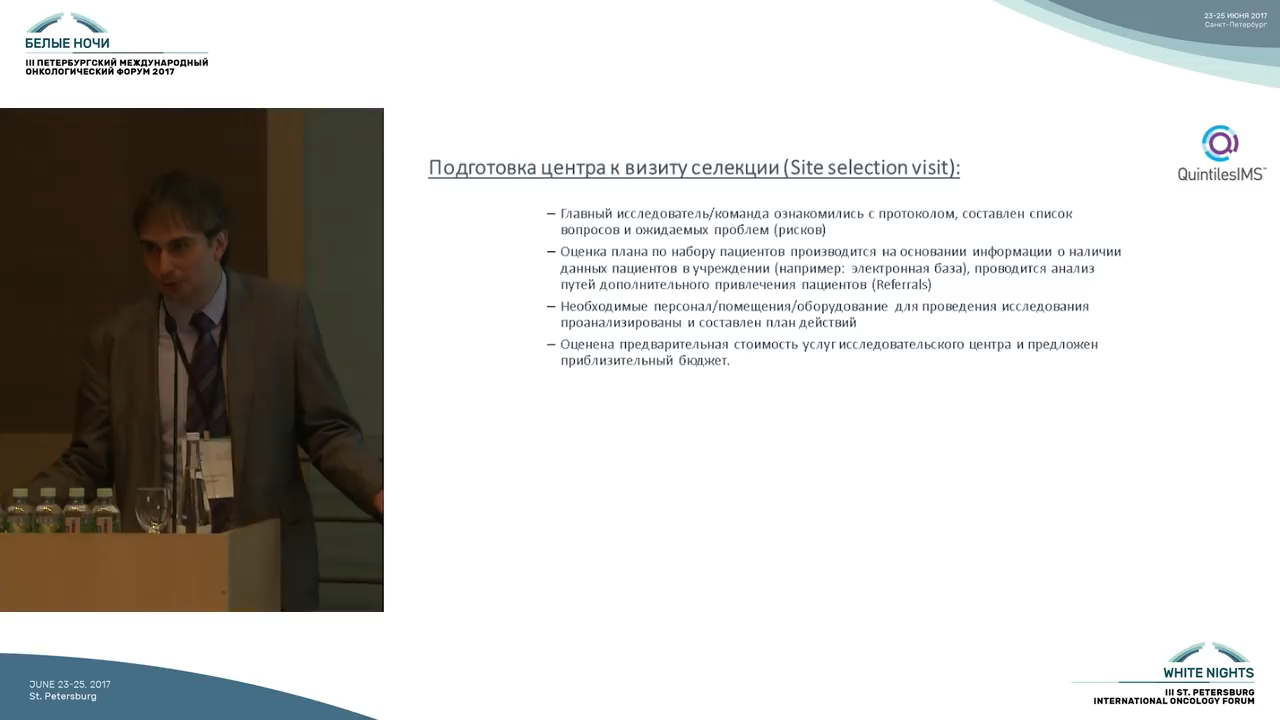 БЕЛЫЕ НОЧИ
III ПЕТЕРБУРГСКИЙ МЕЖДУНАРОДНЫЙ
ОНКОЛОГИЧЕСКИЙ ФОРУМ 2017
23-25 ИЮНЯ 2017
Санкт-Петербург
QuintilesIMS™
Подготовка центра к визиту селекции (Site selection visit):
– Главный исследователь/команда ознакомились с протоколом, составлен список
вопросов и ожидаемых проблем (рисков)
– Оценка плана по набору пациентов производится на основании информации о наличии
данных пациентов в учреждении (например: электронная база), проводится анализ
путей дополнительного привлечения пациентов (Referrals)
– Необходимые персонал/помещения/оборудование для проведения исследования
проанализированы и составлен план действий
– Оценена предварительная стоимость услуг исследовательского центра и предложен
приблизительный бюджет.
JUNE 23-25, 2017
St. Petersburg
WHITE NIGHTS
III ST. PETERSBURG
INTERNATIONAL ONCOLOGY FORUM